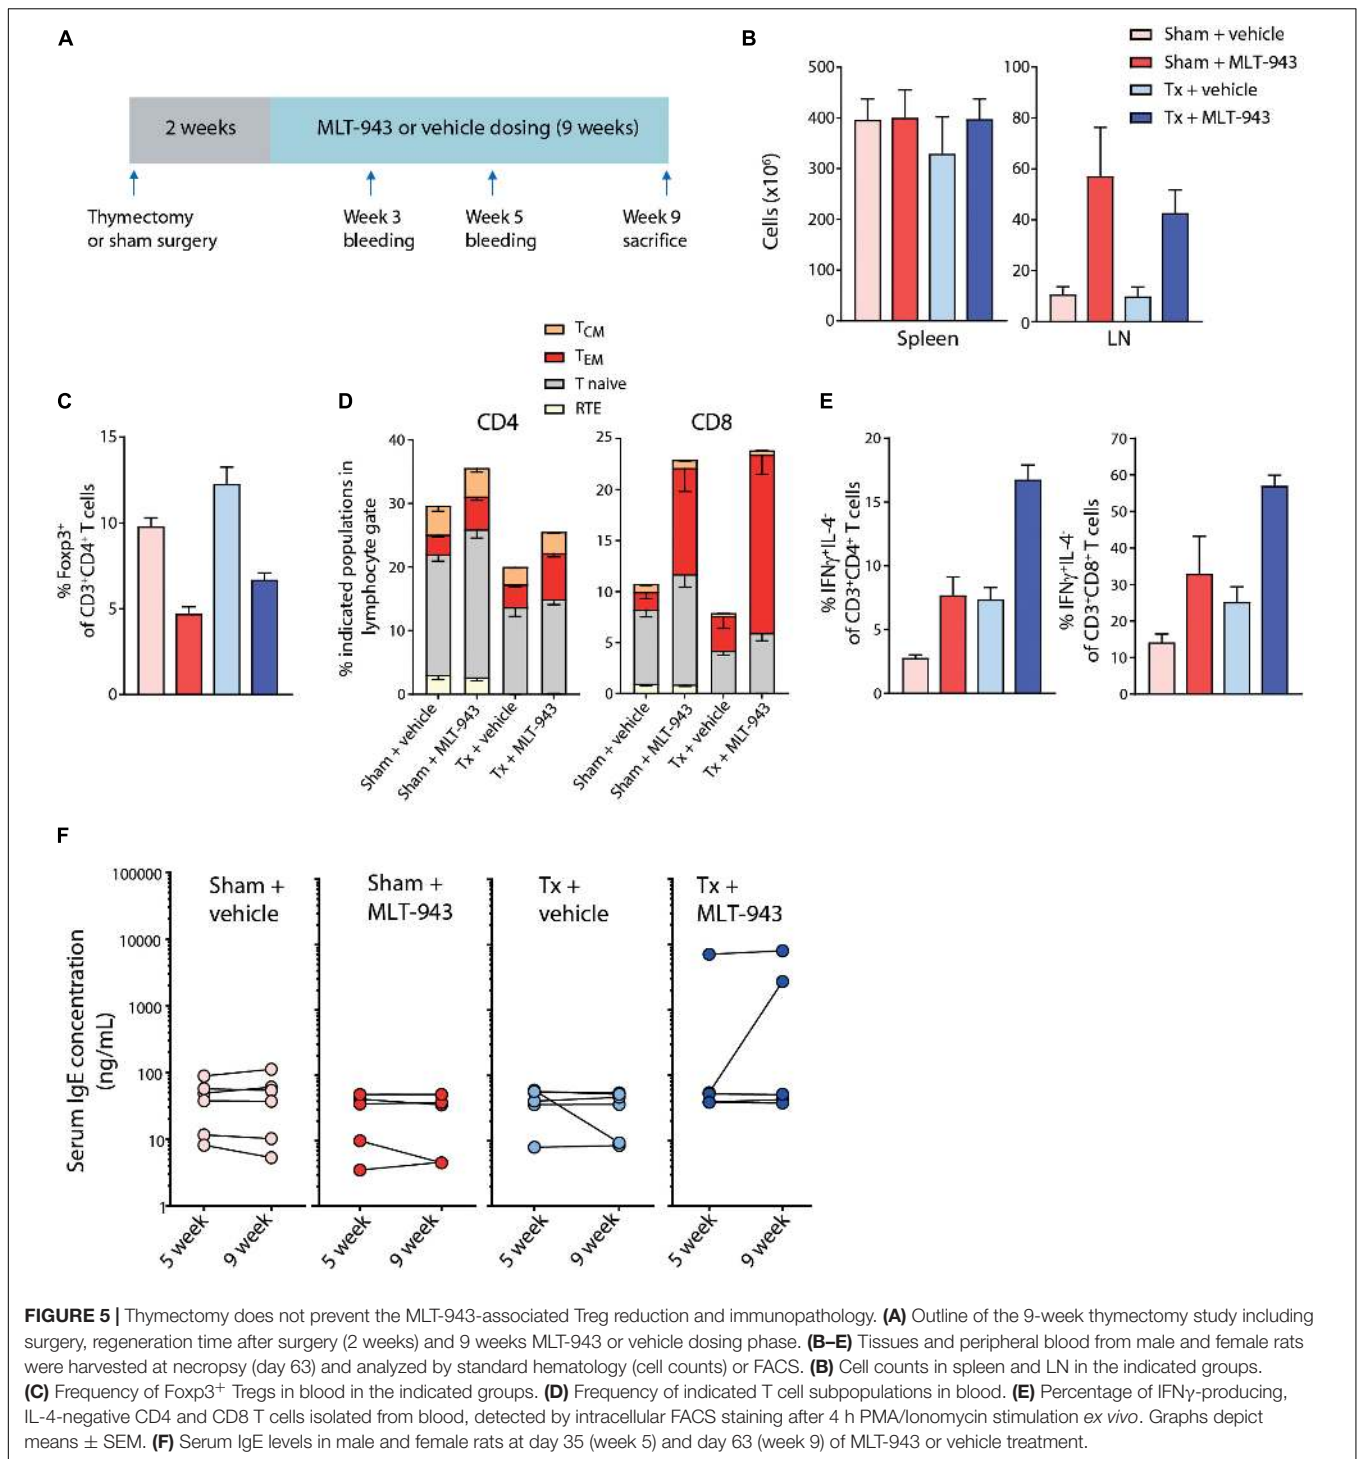 A
2 weeks
MLT-943 or vehicle dosing (9 weeks)
Thymectomy
or sham surgery
Week 3
bleeding
Week 5
bleeding
Week 9
sacrifice
B
Sham + vehicle
Sham + MLT-943
Tx + vehicle
Tx + MLT-943
Cells (x10⁶)
500
400
300
200
100
0
Spleen
100
80
60
40
20
0
LN
C
% Foxp3⁺
of CD3⁺CD4⁺ T cells
15
10
5
0
D
T_CM
T_EM
T naive
RTE
CD4
% indicated populations in
lymphocyte gate
40
30
20
10
0
Sham + vehicle
Sham + MLT-943
Tx + vehicle
Tx + MLT-943
CD8
25
20
15
10
5
0
Sham + vehicle
Sham + MLT-943
Tx + vehicle
Tx + MLT-943
E
% IFNγ⁺IL-4⁻
of CD3⁺CD4⁺ T cells
20
15
10
5
0
% IFNγ⁺IL-4⁻
of CD3⁺CD8⁺ T cells
70
60
50
40
30
20
10
0
F
Serum IgE concentration
(ng/mL)
100000
10000
1000
100
10
1
Sham +
vehicle
5 week
9 week
Sham +
MLT-943
5 week
9 week
Tx +
vehicle
5 week
9 week
Tx +
MLT-943
5 week
9 week
FIGURE 5 | Thymectomy does not prevent the MLT-943-associated Treg reduction and immunopathology. (A) Outline of the 9-week thymectomy study including
surgery, regeneration time after surgery (2 weeks) and 9 weeks MLT-943 or vehicle dosing phase. (B–E) Tissues and peripheral blood from male and female rats
were harvested at necropsy (day 63) and analyzed by standard hematology (cell counts) or FACS. (B) Cell counts in spleen and LN in the indicated groups.
(C) Frequency of Foxp3⁺ Tregs in blood in the indicated groups. (D) Frequency of indicated T cell subpopulations in blood. (E) Percentage of IFNγ-producing,
IL-4-negative CD4 and CD8 T cells isolated from blood, detected by intracellular FACS staining after 4 h PMA/Ionomycin stimulation ex vivo. Graphs depict
means ± SEM. (F) Serum IgE levels in male and female rats at day 35 (week 5) and day 63 (week 9) of MLT-943 or vehicle treatment.